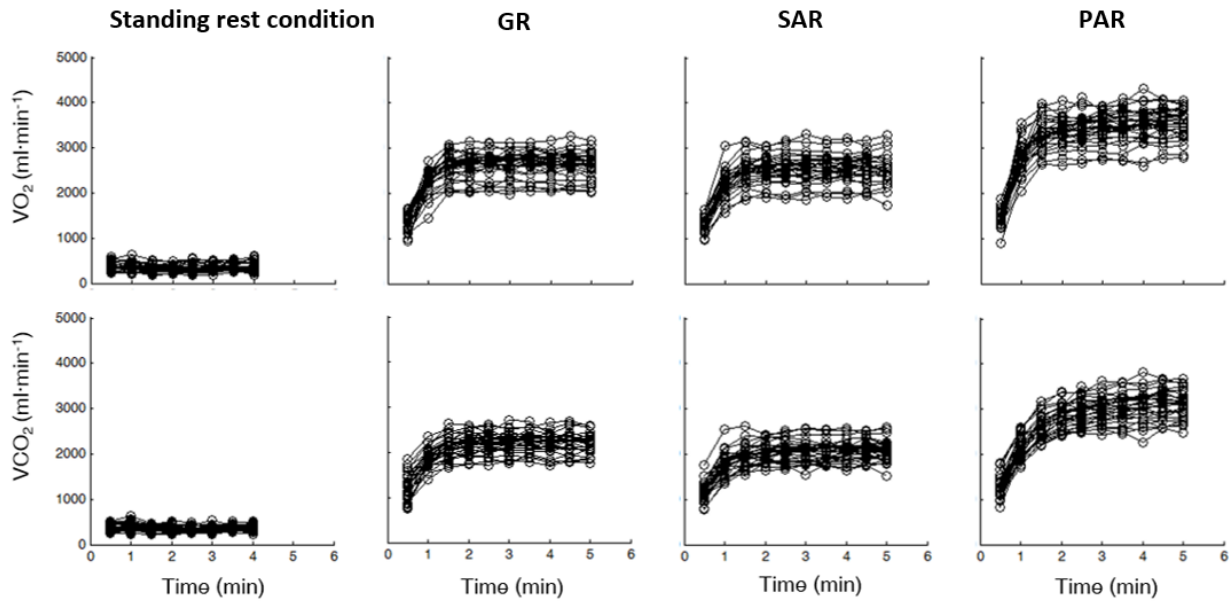 Standing rest condition GR SAR PAR
VO₂ (ml·min⁻¹)
5000
4000
3000
2000
1000
0
VCO₂ (ml·min⁻¹)
5000
4000
3000
2000
1000
0
0 1 2 3 4 5 6 0 1 2 3 4 5 6 0 1 2 3 4 5 6 0 1 2 3 4 5 6
Time (min) Time (min) Time (min) Time (min)